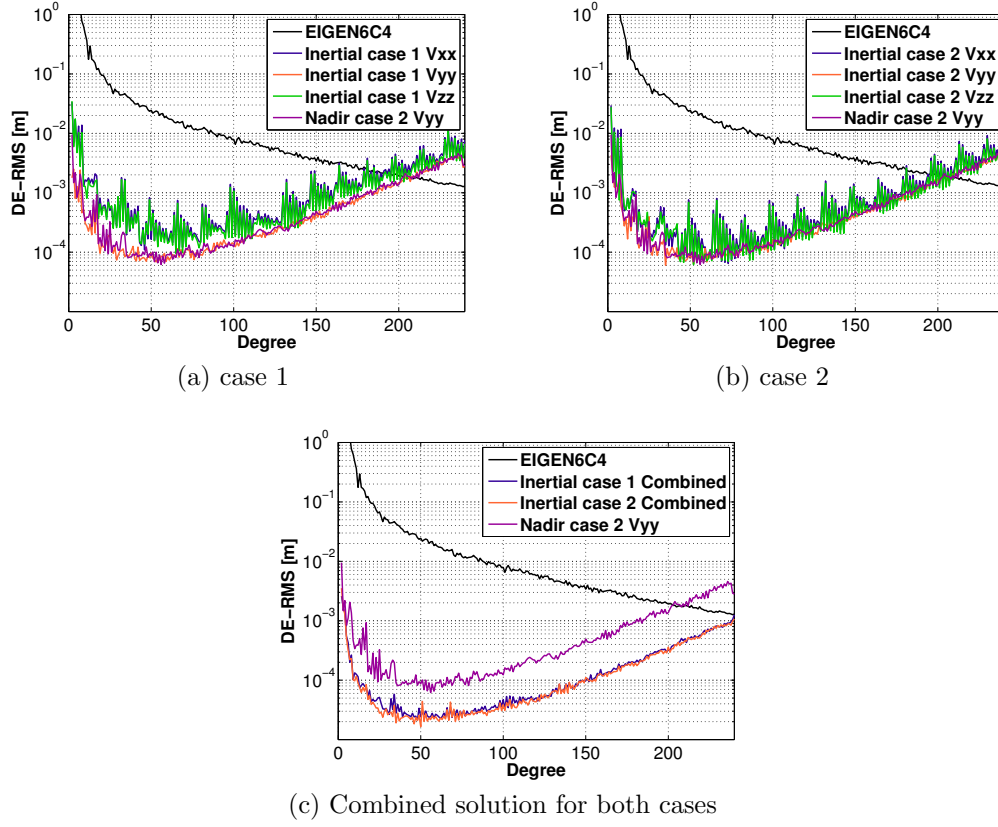 10^0
10^-1
10^-2
10^-3
10^-4
DE-RMS [m]
EIGEN6C4
Inertial case 1 Vxx
Inertial case 1 Vyy
Inertial case 1 Vzz
Nadir case 2 Vyy
0 50 100 150 200
Degree
(a) case 1
10^0
10^-1
10^-2
10^-3
10^-4
DE-RMS [m]
EIGEN6C4
Inertial case 2 Vxx
Inertial case 2 Vyy
Inertial case 2 Vzz
Nadir case 2 Vyy
0 50 100 150 200
Degree
(b) case 2
10^0
10^-1
10^-2
10^-3
10^-4
DE-RMS [m]
EIGEN6C4
Inertial case 1 Combined
Inertial case 2 Combined
Nadir case 2 Vyy
0 50 100 150 200
Degree
(c) Combined solution for both cases